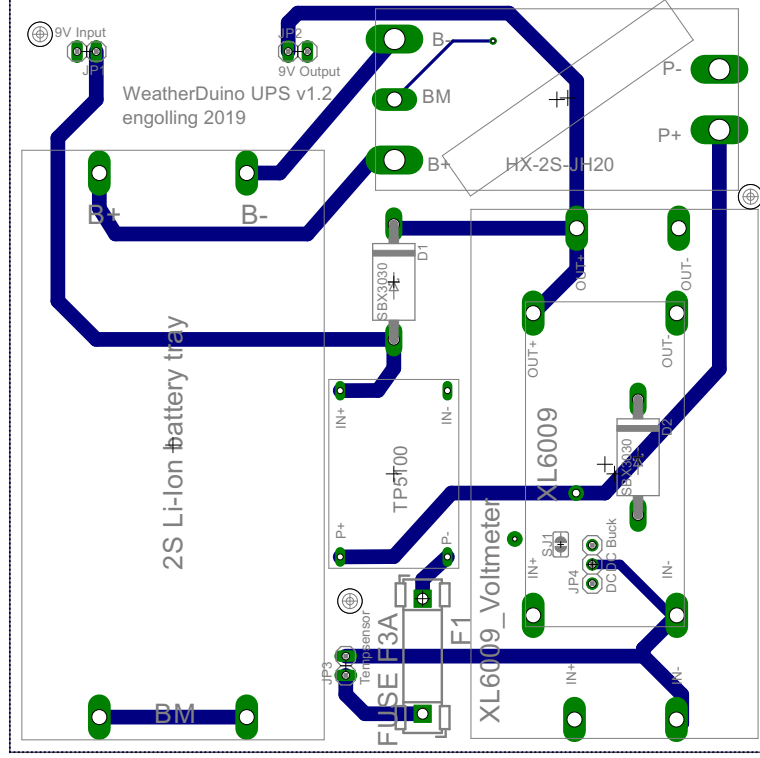 9V Input
JP1
JP2
9V Output
WeatherDuino UPS v1.2
engolling 2019
B-
BM
B+
P-
P+
HX-2S-JH20
B+
B-
2S Li-Ion battery tray
BM
D1
SBX3030
OUT+
OUT-
OUT+
OUT-
IN+
IN-
TP5100
P+
P-
XL6009
D2
SBX3030
SJ1
JP4
DCDC Buck
IN+
IN-
XL6009_Voltmeter
IN+
IN-
JP3
Tempsensor
FUSE F3A
F1